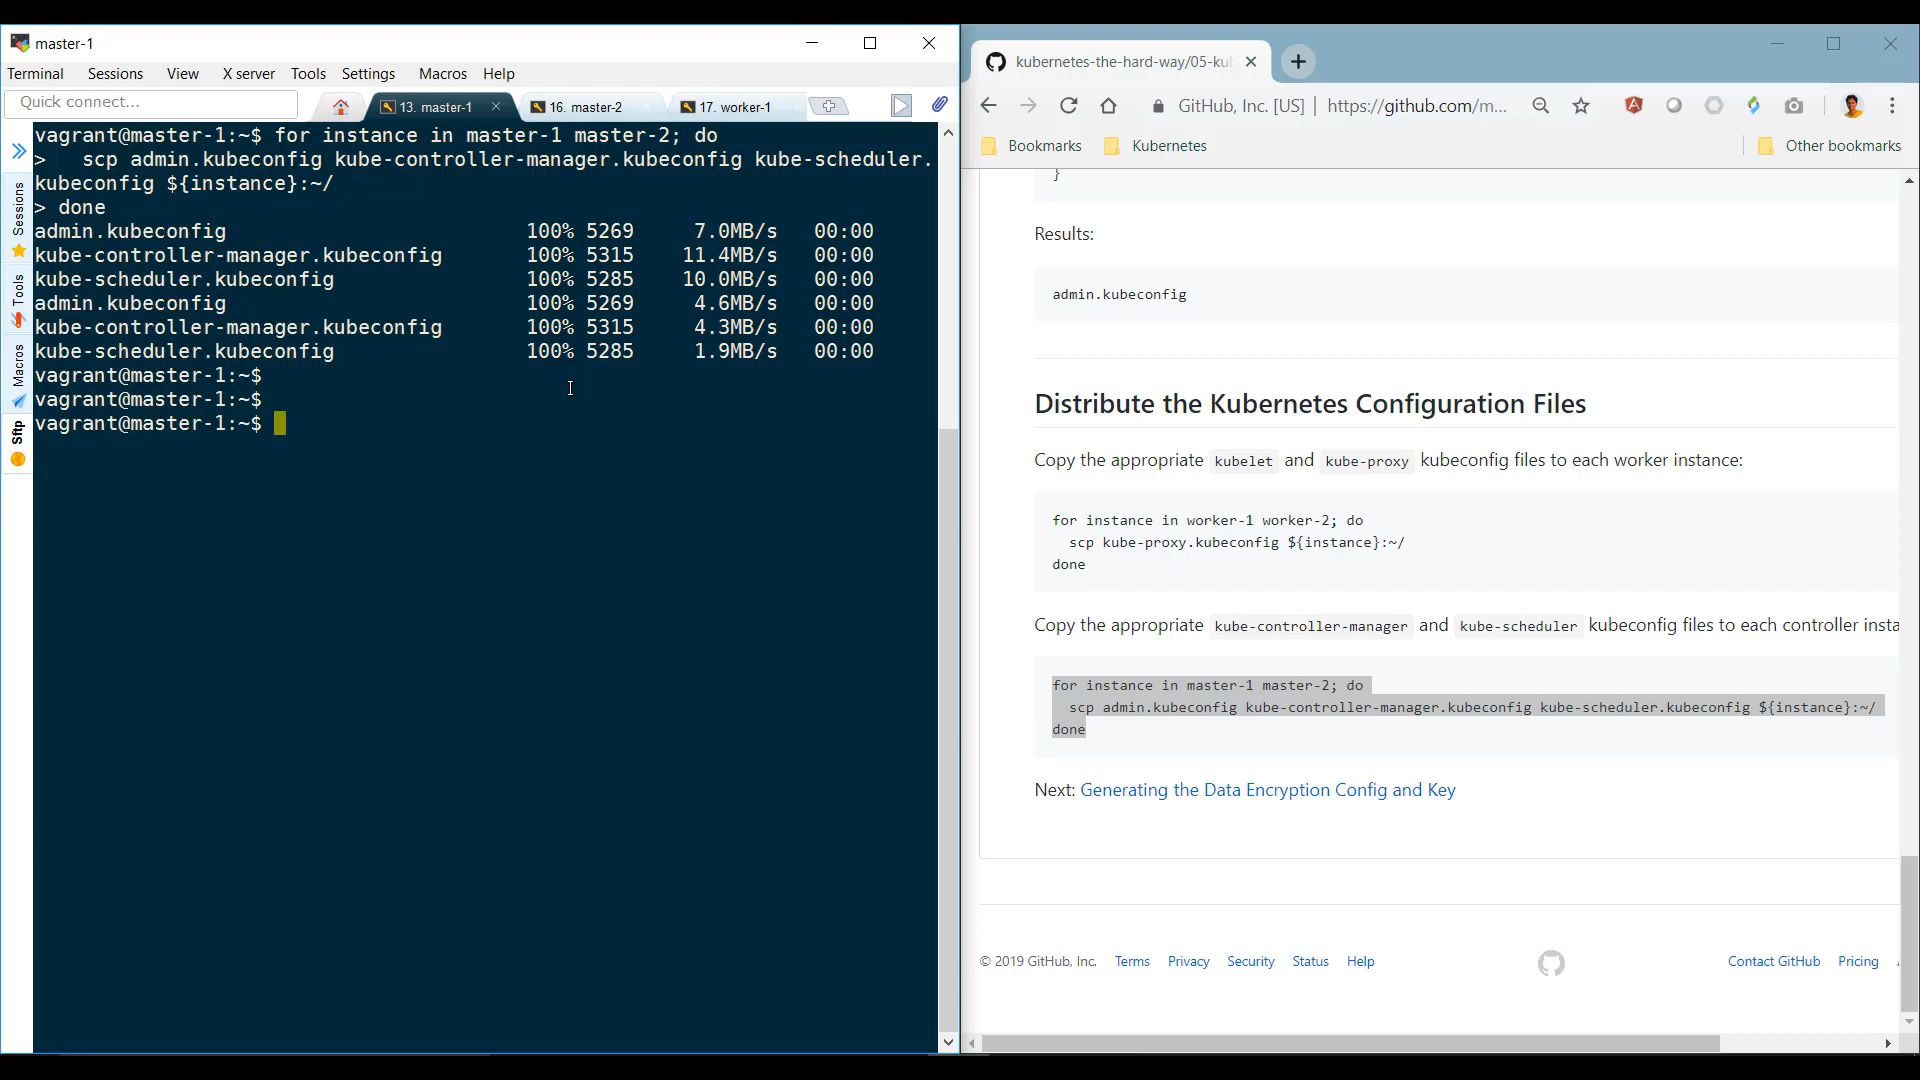 master-1
Terminal Sessions View X server Tools Settings Macros Help
Quick connect...
13. master-1
16. master-2
17. worker-1
Sessions
Tools
Macros
Sftp
vagrant@master-1:~$ for instance in master-1 master-2; do
>   scp admin.kubeconfig kube-controller-manager.kubeconfig kube-scheduler.
kubeconfig ${instance}:~/
> done
admin.kubeconfig 100% 5269 7.0MB/s 00:00
kube-controller-manager.kubeconfig 100% 5315 11.4MB/s 00:00
kube-scheduler.kubeconfig 100% 5285 10.0MB/s 00:00
admin.kubeconfig 100% 5269 4.6MB/s 00:00
kube-controller-manager.kubeconfig 100% 5315 4.3MB/s 00:00
kube-scheduler.kubeconfig 100% 5285 1.9MB/s 00:00
vagrant@master-1:~$
vagrant@master-1:~$
vagrant@master-1:~$
kubernetes-the-hard-way/05-ku
GitHub, Inc. [US] | https://github.com/m...
Bookmarks Kubernetes Other bookmarks
}
Results:
admin.kubeconfig
Distribute the Kubernetes Configuration Files
Copy the appropriate kubelet and kube-proxy kubeconfig files to each worker instance:
for instance in worker-1 worker-2; do
  scp kube-proxy.kubeconfig ${instance}:~/
done
Copy the appropriate kube-controller-manager and kube-scheduler kubeconfig files to each controller insta
for instance in master-1 master-2; do
  scp admin.kubeconfig kube-controller-manager.kubeconfig kube-scheduler.kubeconfig ${instance}:~/
done
Next: Generating the Data Encryption Config and Key
© 2019 GitHub, Inc. Terms Privacy Security Status Help Contact GitHub Pricing